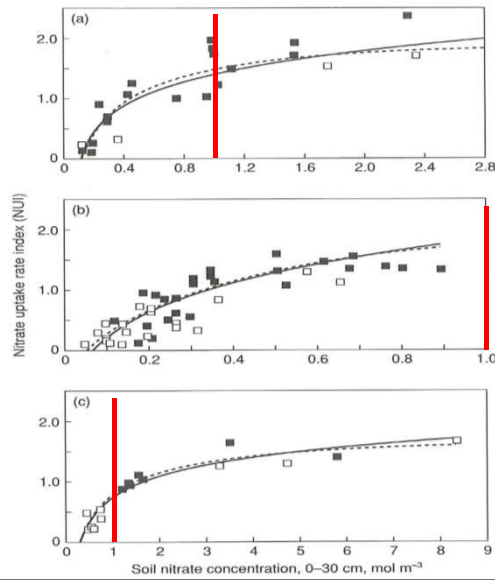 (a)
2.0
1.0
0
0 0.4 0.8 1.2 1.6 2.0 2.4 2.8
Nitrate uptake rate index (NUI)
(b)
2.0
1.0
0
0 0.2 0.4 0.6 0.8 1.0
(c)
2.0
1.0
0
0 1 2 3 4 5 6 7 8 9
Soil nitrate concentration, 0–30 cm, mol m⁻³